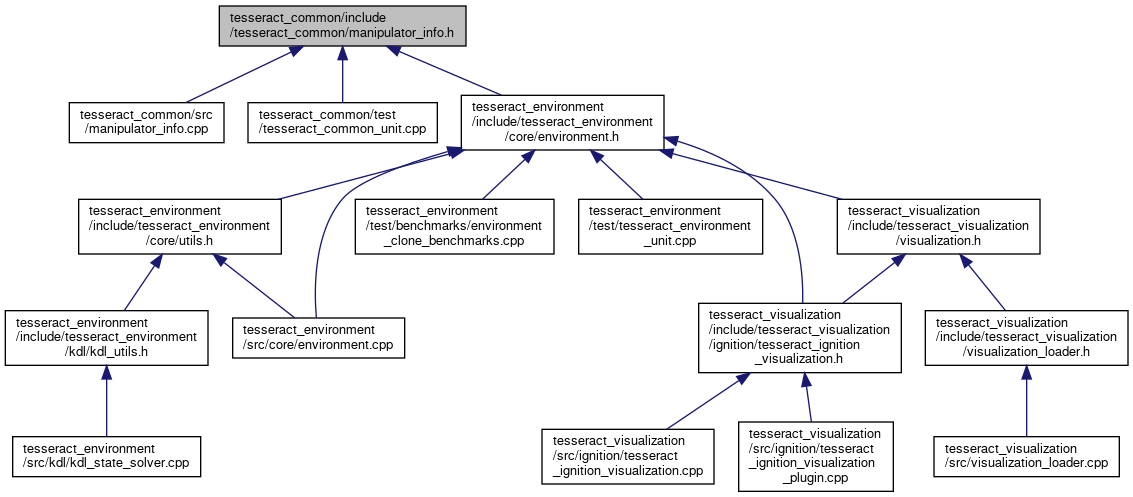 tesseract_common/include
/tesseract_common/manipulator_info.h
tesseract_common/src
/manipulator_info.cpp
tesseract_common/test
/tesseract_common_unit.cpp
tesseract_environment
/include/tesseract_environment
/core/environment.h
tesseract_environment
/include/tesseract_environment
/core/utils.h
tesseract_environment
/test/benchmarks/environment
_clone_benchmarks.cpp
tesseract_environment
/test/tesseract_environment
_unit.cpp
tesseract_visualization
/include/tesseract_visualization
/visualization.h
tesseract_environment
/include/tesseract_environment
/kdl/kdl_utils.h
tesseract_environment
/src/core/environment.cpp
tesseract_visualization
/include/tesseract_visualization
/ignition/tesseract_ignition
_visualization.h
tesseract_visualization
/include/tesseract_visualization
/visualization_loader.h
tesseract_environment
/src/kdl/kdl_state_solver.cpp
tesseract_visualization
/src/ignition/tesseract
_ignition_visualization.cpp
tesseract_visualization
/src/ignition/tesseract
_ignition_visualization
_plugin.cpp
tesseract_visualization
/src/visualization_loader.cpp